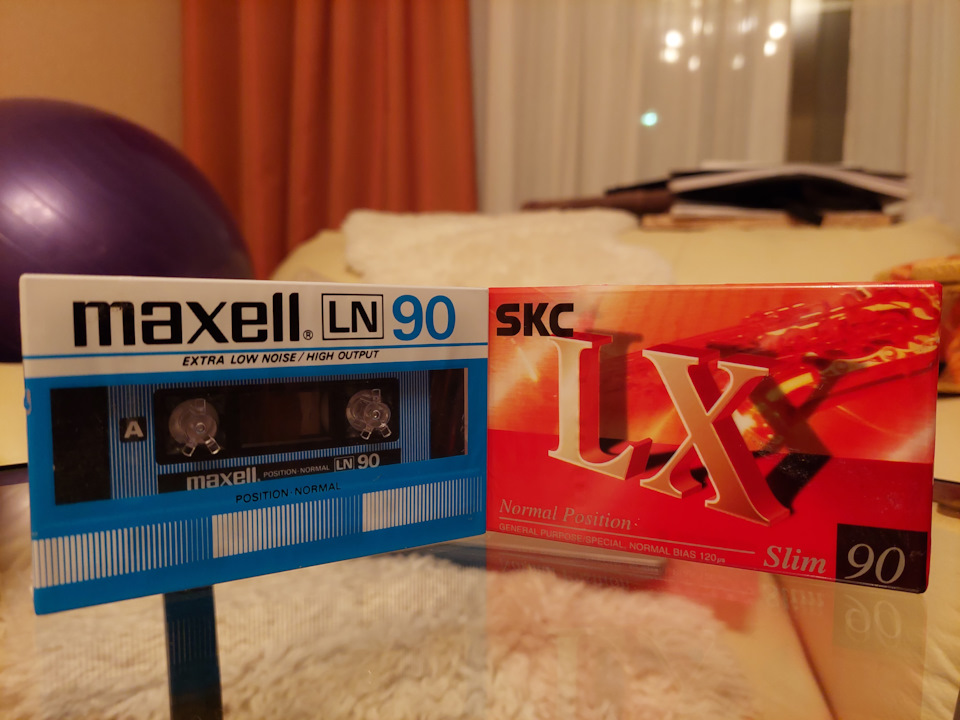 maxell® LN 90
EXTRA LOW NOISE / HIGH OUTPUT
A
maxell. POSITION·NORMAL LN 90
POSITION·NORMAL
SKC
LX
Normal Position
GENERAL PURPOSE/SPECIAL, NORMAL BIAS 120µs
Slim 90